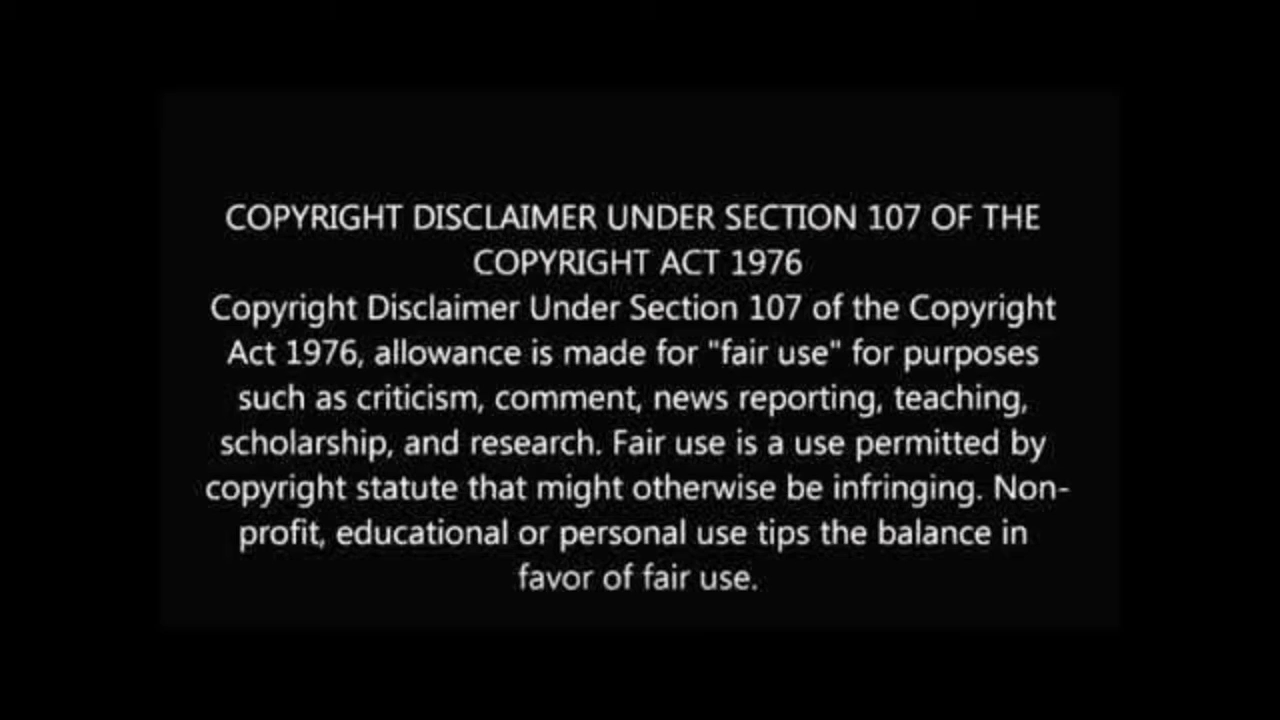 COPYRIGHT DISCLAIMER UNDER SECTION 107 OF THE
COPYRIGHT ACT 1976
Copyright Disclaimer Under Section 107 of the Copyright
Act 1976, allowance is made for "fair use" for purposes
such as criticism, comment, news reporting, teaching,
scholarship, and research. Fair use is a use permitted by
copyright statute that might otherwise be infringing. Non-
profit, educational or personal use tips the balance in
favor of fair use.